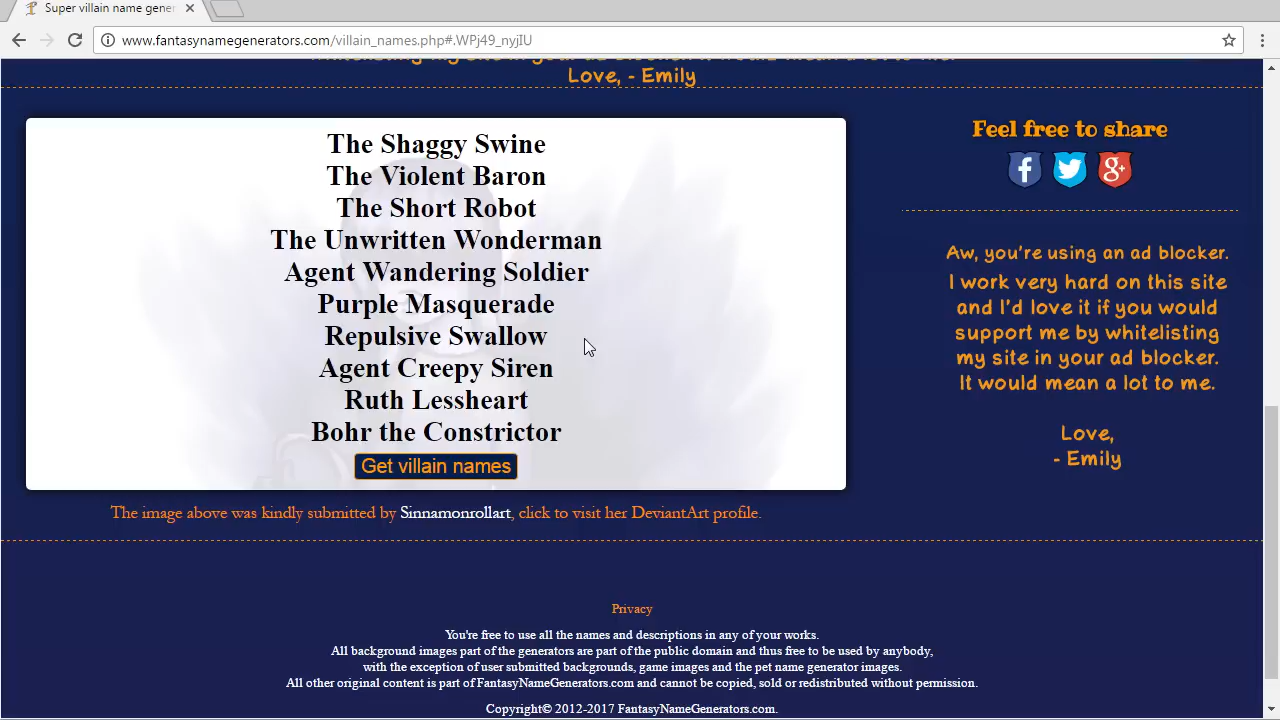 Super villain name gener
www.fantasynamegenerators.com/villain_names.php#.WPj49_nyjIU
Love, - Emily
The Shaggy Swine
The Violent Baron
The Short Robot
The Unwritten Wonderman
Agent Wandering Soldier
Purple Masquerade
Repulsive Swallow
Agent Creepy Siren
Ruth Lessheart
Bohr the Constrictor
Get villain names
The image above was kindly submitted by Sinnamonrollart, click to visit her DeviantArt profile.
Feel free to share
f
g+
Aw, you're using an ad blocker.
I work very hard on this site
and I'd love it if you would
support me by whitelisting
my site in your ad blocker.
It would mean a lot to me.
Love,
- Emily
Privacy
You're free to use all the names and descriptions in any of your works.
All background images part of the generators are part of the public domain and thus free to be used by anybody,
with the exception of user submitted backgrounds, game images and the pet name generator images.
All other original content is part of FantasyNameGenerators.com and cannot be copied, sold or redistributed without permission.
Copyright© 2012-2017 FantasyNameGenerators.com.